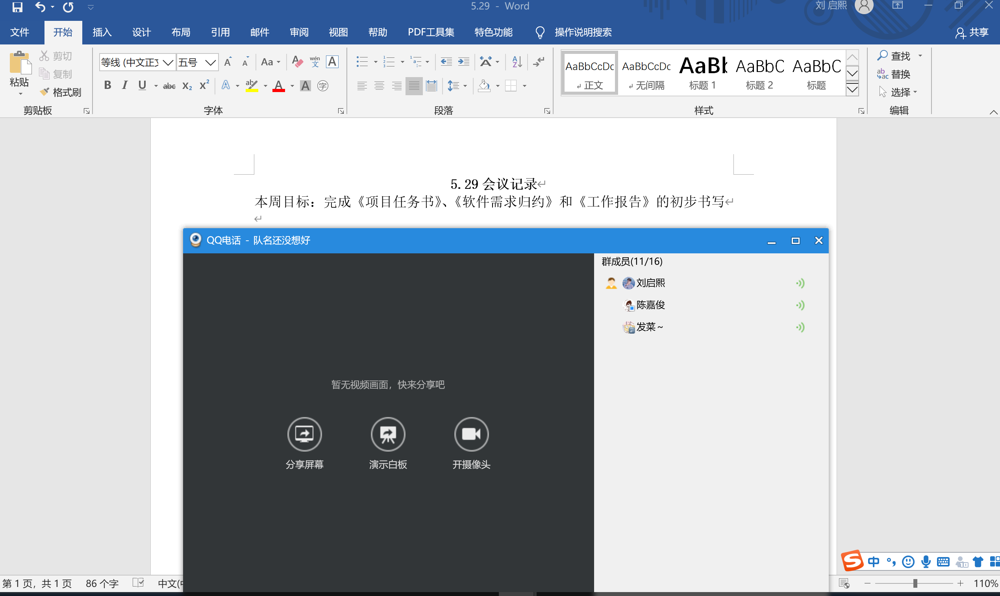 5.29 - Word
刘 启熙
文件 开始 插入 设计 布局 引用 邮件 审阅 视图 帮助 PDF工具集 特色功能 操作说明搜索 共享
粘贴
剪切
复制
格式刷
剪贴板
等线 (中文正文
五号
字体
段落
AaBbCcDc AaBbCcDc AaBb AaBbC AaBbC
正文 无间隔 标题 1 标题 2 标题
样式
查找
替换
选择
编辑
5.29 会议记录
本周目标：完成《项目任务书》、《软件需求归约》和《工作报告》的初步书写
QQ电话 - 队名还没想好
群成员(11/16)
刘启熙
陈嘉俊
发菜～
暂无视频画面，快来分享吧
分享屏幕 演示白板 开摄像头
中
第 1 页，共 1 页 86 个字 中文(中
110%